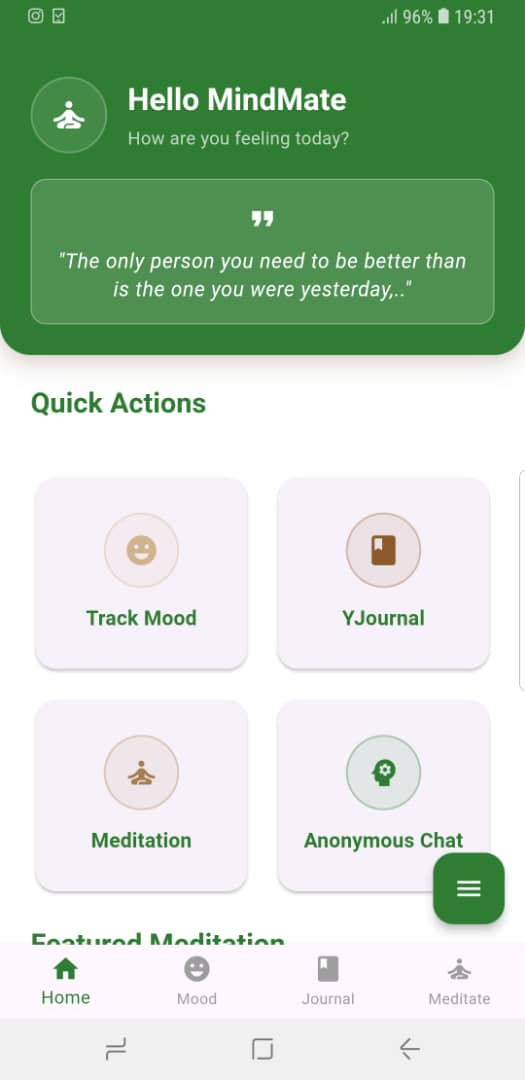 96% 19:31
Hello MindMate
How are you feeling today?
"The only person you need to be better than
is the one you were yesterday,.."
Quick Actions
Track Mood
YJournal
Meditation
Anonymous Chat
Featured Meditation
Home
Mood
Journal
Meditate